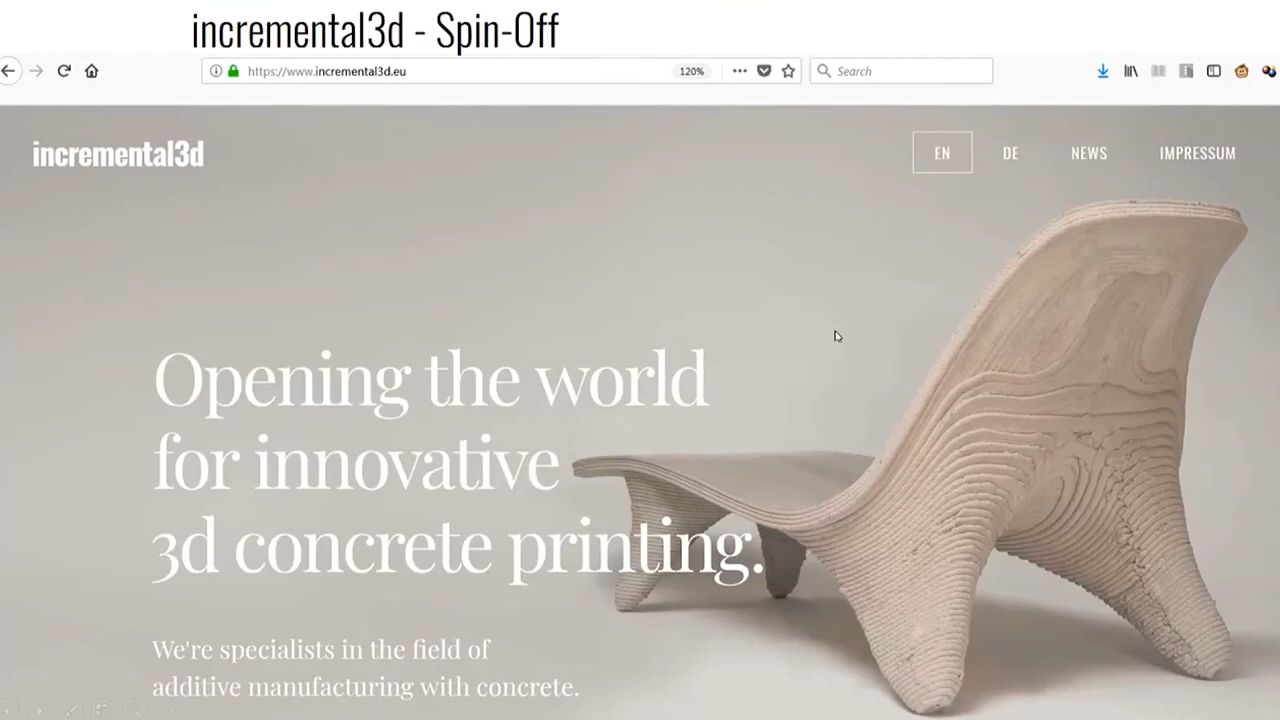 incremental3d - Spin-Off
https://www.incremental3d.eu
120%
Search
incremental3d
EN
DE
NEWS
IMPRESSUM
Opening the world
for innovative
3d concrete printing.
We're specialists in the field of
additive manufacturing with concrete.